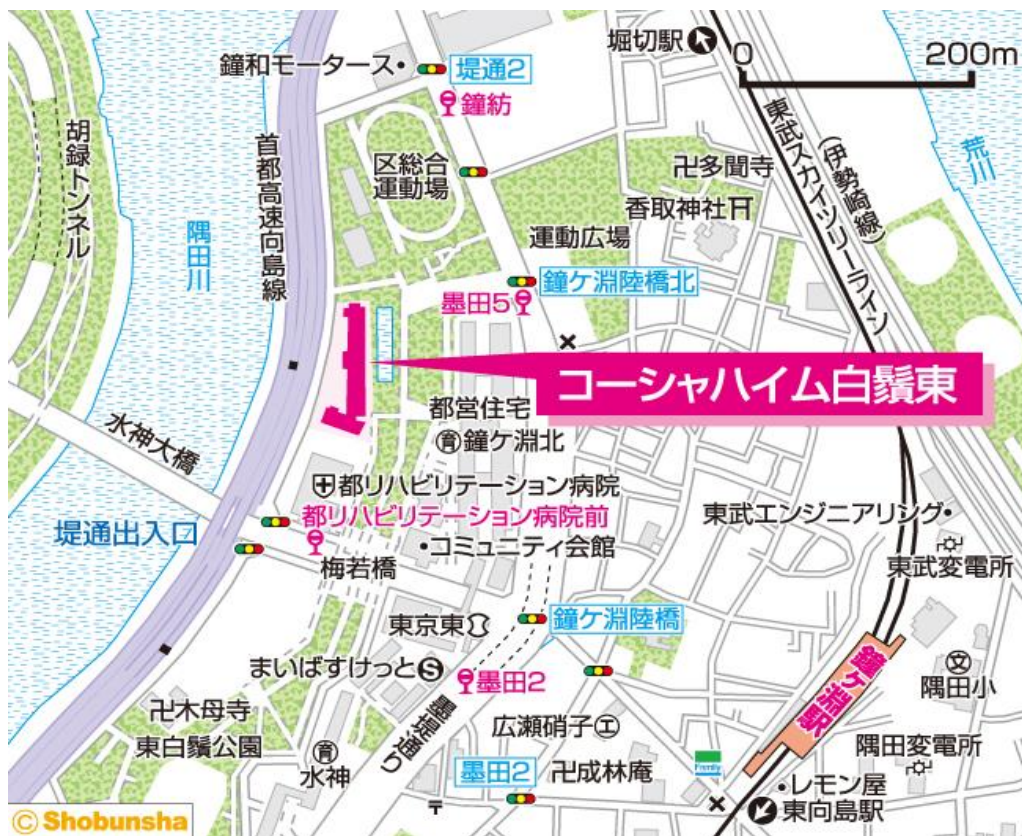 堀切駅
0 200m
鐘和モータース
堤通2
鐘紡
胡録トンネル
隅田川
首都高速向島線
区総合
運動場
卍多聞寺
香取神社
運動広場
東武スカイツリーライン
(伊勢崎線)
荒川
鐘ケ淵陸橋北
墨田5
コーシャハイム白鬚東
都営住宅
育鐘ケ淵北
水神大橋
都リハビリテーション病院
都リハビリテーション病院前
堤通出入口
梅若橋
・コミュニティ会館
東武エンジニアリング・
東武変電所
東京東
鐘ケ淵陸橋
まいばすけっと S
墨田2
墨堤通り
鐘ヶ淵駅
文
隅田小
卍木母寺
東白鬚公園
育
水神
広瀬硝子 工
墨田2
卍成林庵
〒
隅田変電所
・レモン屋
東向島駅
© Shobunsha